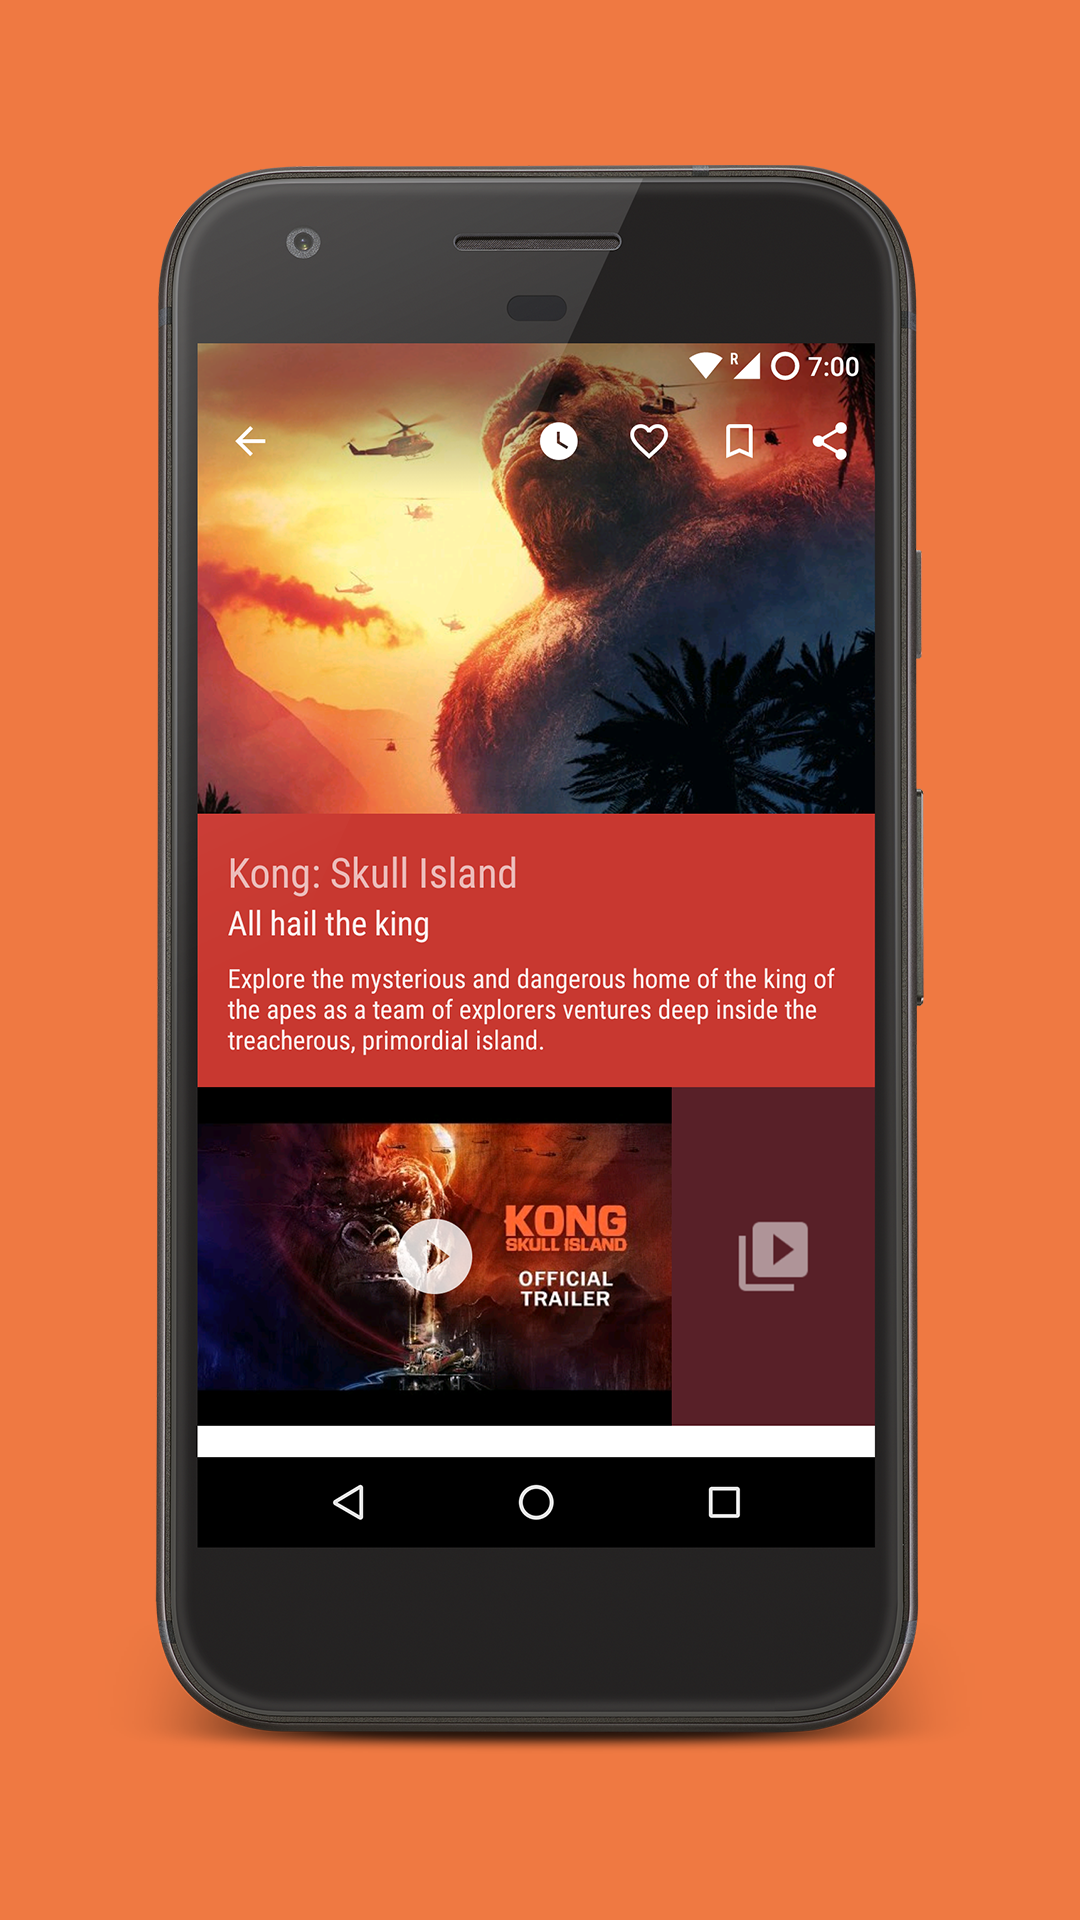 R 7:00
Kong: Skull Island
All hail the king
Explore the mysterious and dangerous home of the king of
the apes as a team of explorers ventures deep inside the
treacherous, primordial island.
KONG
SKULL ISLAND
OFFICIAL
TRAILER